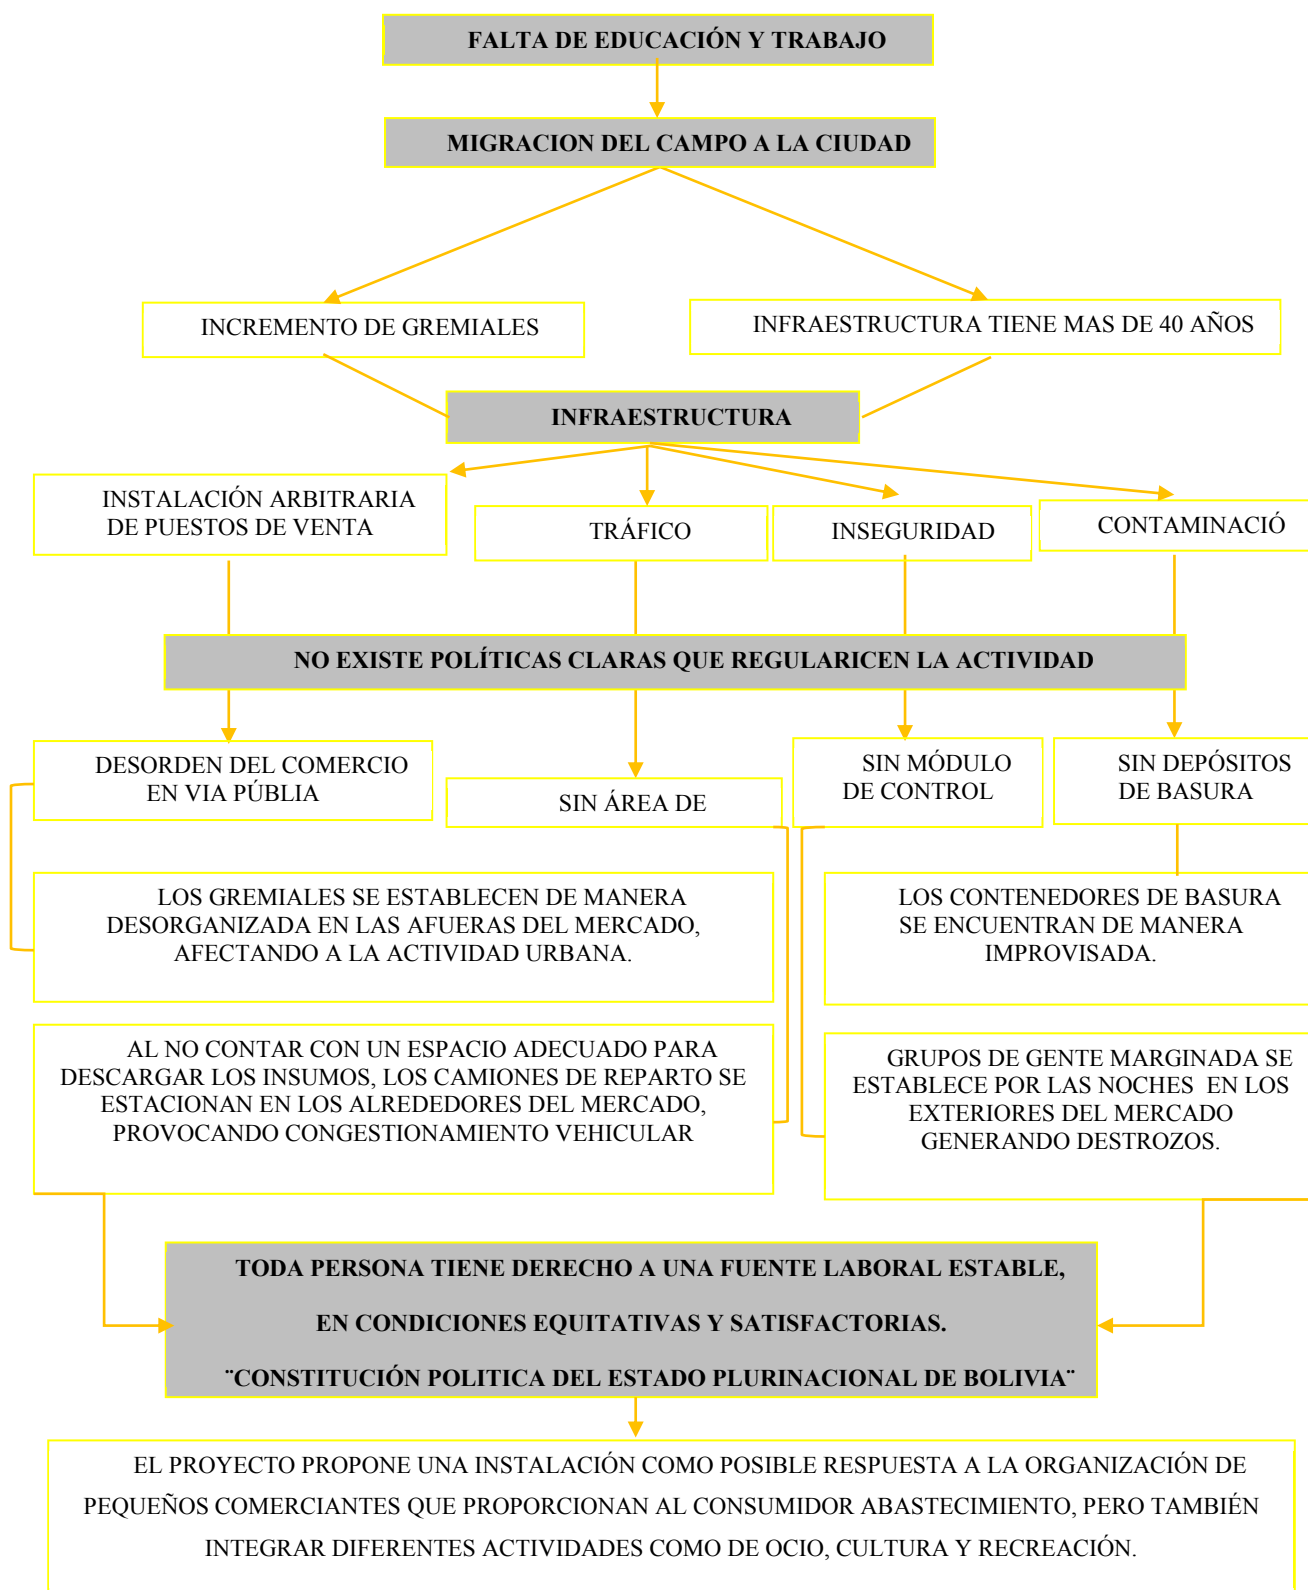 FALTA DE EDUCACIÓN Y TRABAJO
MIGRACION DEL CAMPO A LA CIUDAD
INCREMENTO DE GREMIALES
INFRAESTRUCTURA TIENE MAS DE 40 AÑOS
INFRAESTRUCTURA
INSTALACIÓN ARBITRARIA
DE PUESTOS DE VENTA
TRÁFICO
INSEGURIDAD
CONTAMINACIÓ
NO EXISTE POLÍTICAS CLARAS QUE REGULARICEN LA ACTIVIDAD
DESORDEN DEL COMERCIO
EN VIA PÚBLIA
SIN ÁREA DE
SIN MÓDULO
DE CONTROL
SIN DEPÓSITOS
DE BASURA
LOS GREMIALES SE ESTABLECEN DE MANERA
DESORGANIZADA EN LAS AFUERAS DEL MERCADO,
AFECTANDO A LA ACTIVIDAD URBANA.
LOS CONTENEDORES DE BASURA
SE ENCUENTRAN DE MANERA
IMPROVISADA.
AL NO CONTAR CON UN ESPACIO ADECUADO PARA
DESCARGAR LOS INSUMOS, LOS CAMIONES DE REPARTO SE
ESTACIONAN EN LOS ALREDEDORES DEL MERCADO,
PROVOCANDO CONGESTIONAMIENTO VEHICULAR
GRUPOS DE GENTE MARGINADA SE
ESTABLECE POR LAS NOCHES EN LOS
EXTERIORES DEL MERCADO
GENERANDO DESTROZOS.
TODA PERSONA TIENE DERECHO A UNA FUENTE LABORAL ESTABLE,
EN CONDICIONES EQUITATIVAS Y SATISFACTORIAS.
¨CONSTITUCIÓN POLITICA DEL ESTADO PLURINACIONAL DE BOLIVIA¨
EL PROYECTO PROPONE UNA INSTALACIÓN COMO POSIBLE RESPUESTA A LA ORGANIZACIÓN DE
PEQUEÑOS COMERCIANTES QUE PROPORCIONAN AL CONSUMIDOR ABASTECIMIENTO, PERO TAMBIÉN
INTEGRAR DIFERENTES ACTIVIDADES COMO DE OCIO, CULTURA Y RECREACIÓN.